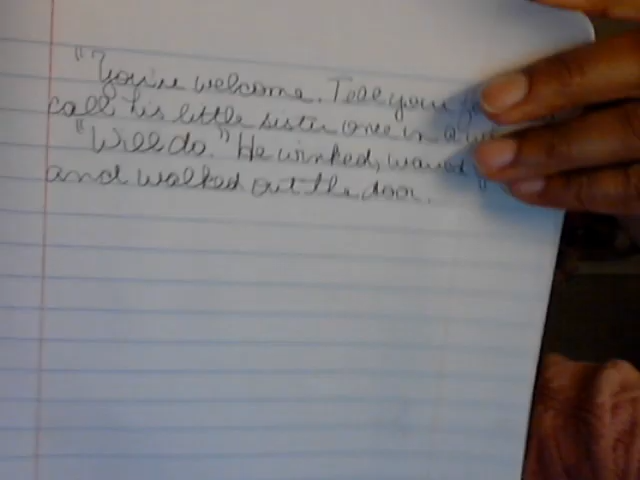 "You're welcome. Tell your
call his little sister once in a
"Will do." He winked, waved
and walked out the door.